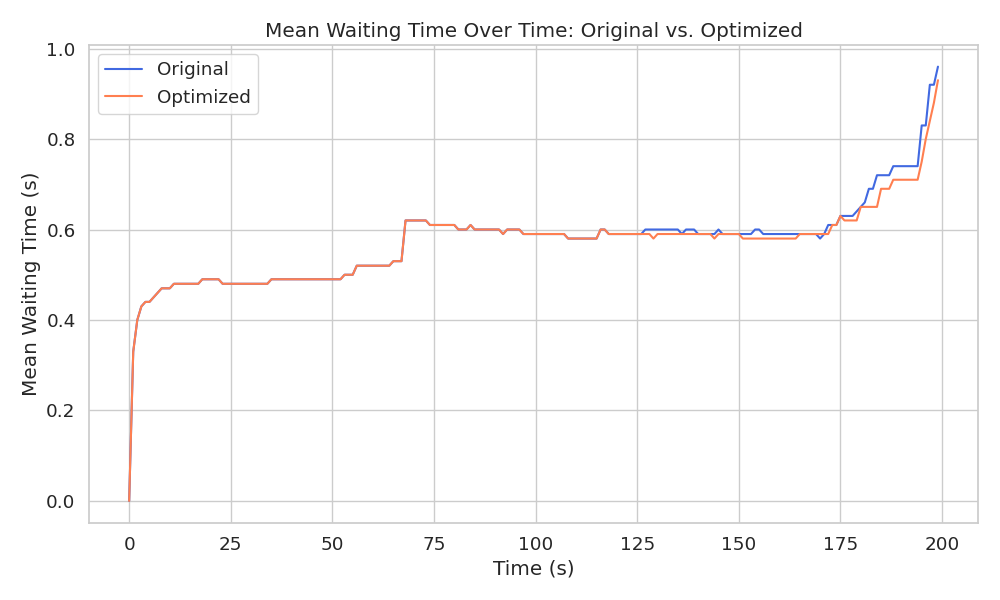 Mean Waiting Time Over Time: Original vs. Optimized
Original
Optimized
Mean Waiting Time (s)
1.0
0.8
0.6
0.4
0.2
0.0
0 25 50 75 100 125 150 175 200
Time (s)